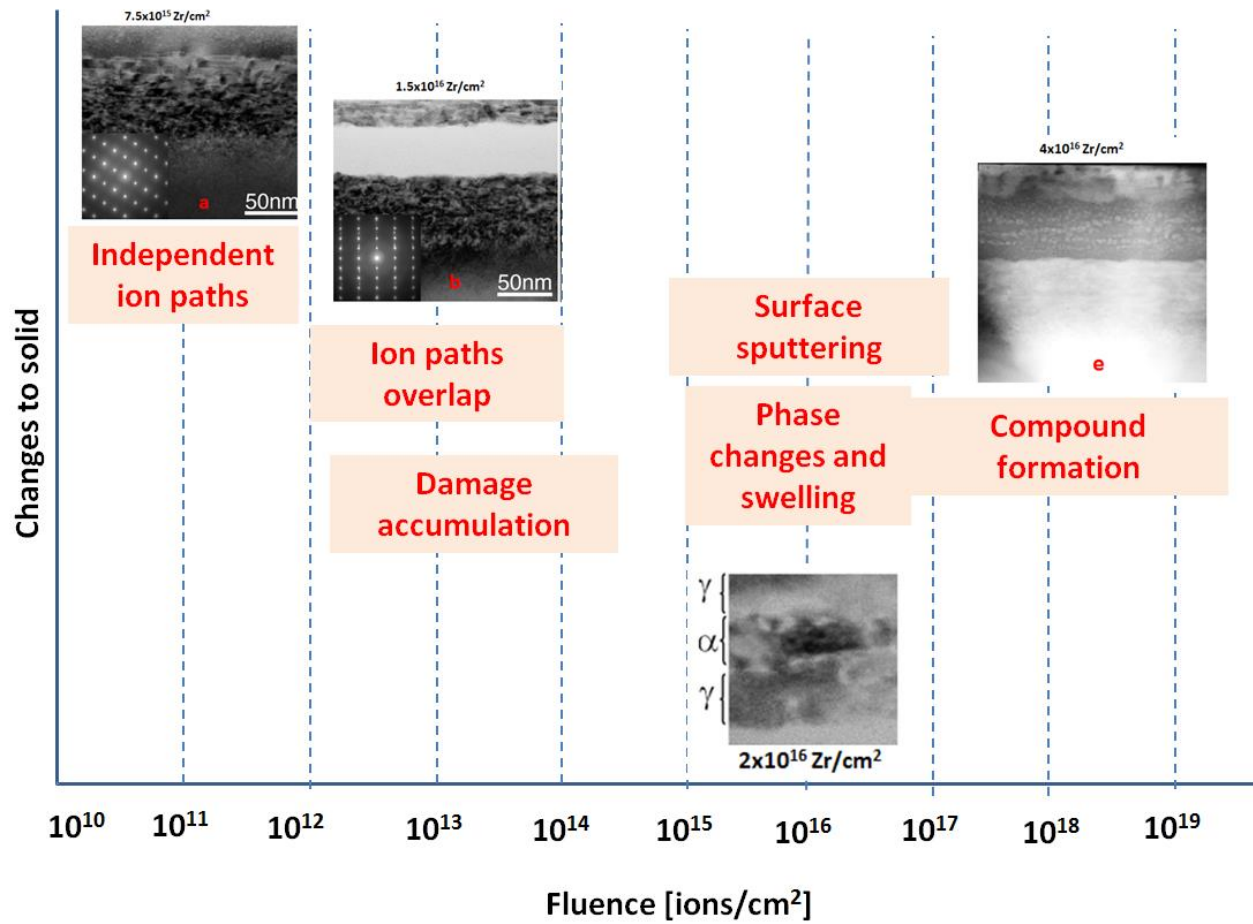 7.5x10¹⁵ Zr/cm²
a
50nm
Independent
ion paths
1.5x10¹⁶ Zr/cm²
b
50nm
Ion paths
overlap
Damage
accumulation
Surface
sputtering
Phase
changes and
swelling
4x10¹⁶ Zr/cm²
e
Compound
formation
γ
α
γ
2x10¹⁶ Zr/cm²
Changes to solid
10¹⁰ 10¹¹ 10¹² 10¹³ 10¹⁴ 10¹⁵ 10¹⁶ 10¹⁷ 10¹⁸ 10¹⁹
Fluence [ions/cm²]